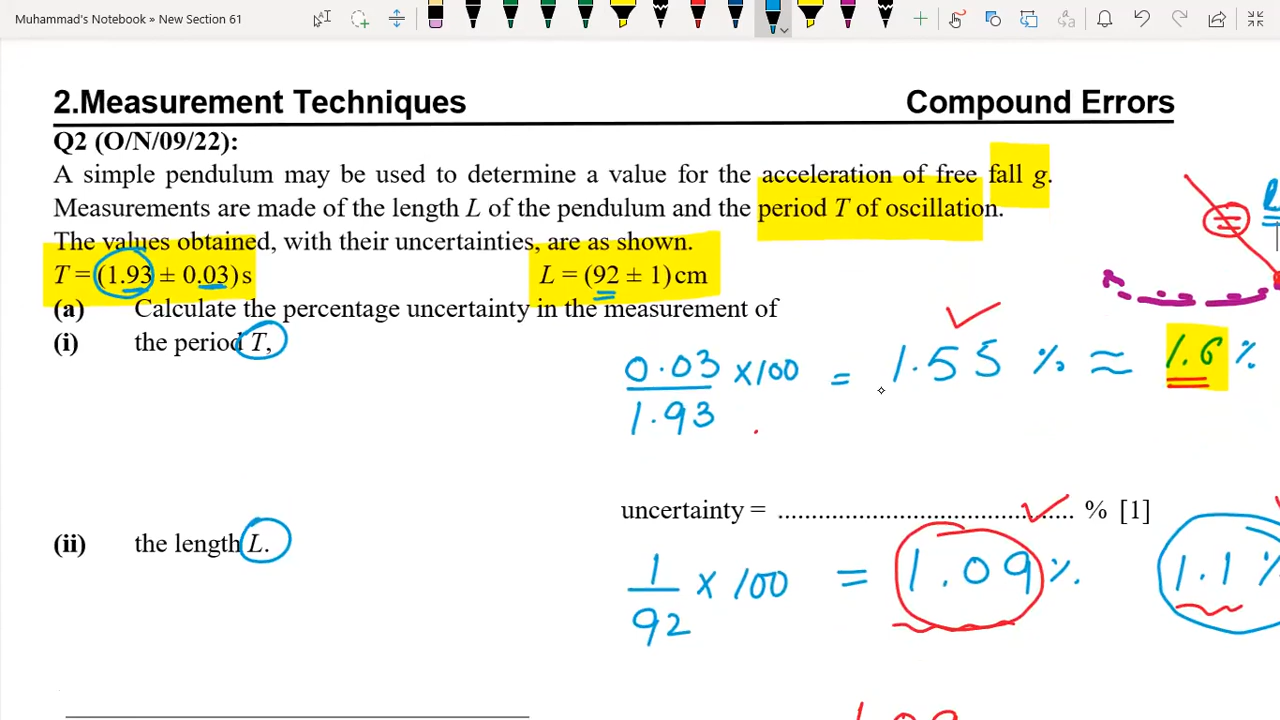 Muhammad's Notebook » New Section 61
2.Measurement Techniques Compound Errors
Q2 (O/N/09/22):
A simple pendulum may be used to determine a value for the acceleration of free fall g.
Measurements are made of the length L of the pendulum and the period T of oscillation.
The values obtained, with their uncertainties, are as shown.
T = (1.93 ± 0.03) s L = (92 ± 1) cm
(a) Calculate the percentage uncertainty in the measurement of
(i) the period T,
0.03/1.93 ×100 = 1.55 % ≈ 1.6 %
uncertainty = ............................................ % [1]
(ii) the length L.
1/92 × 100 = 1.09 %. 1.1 %